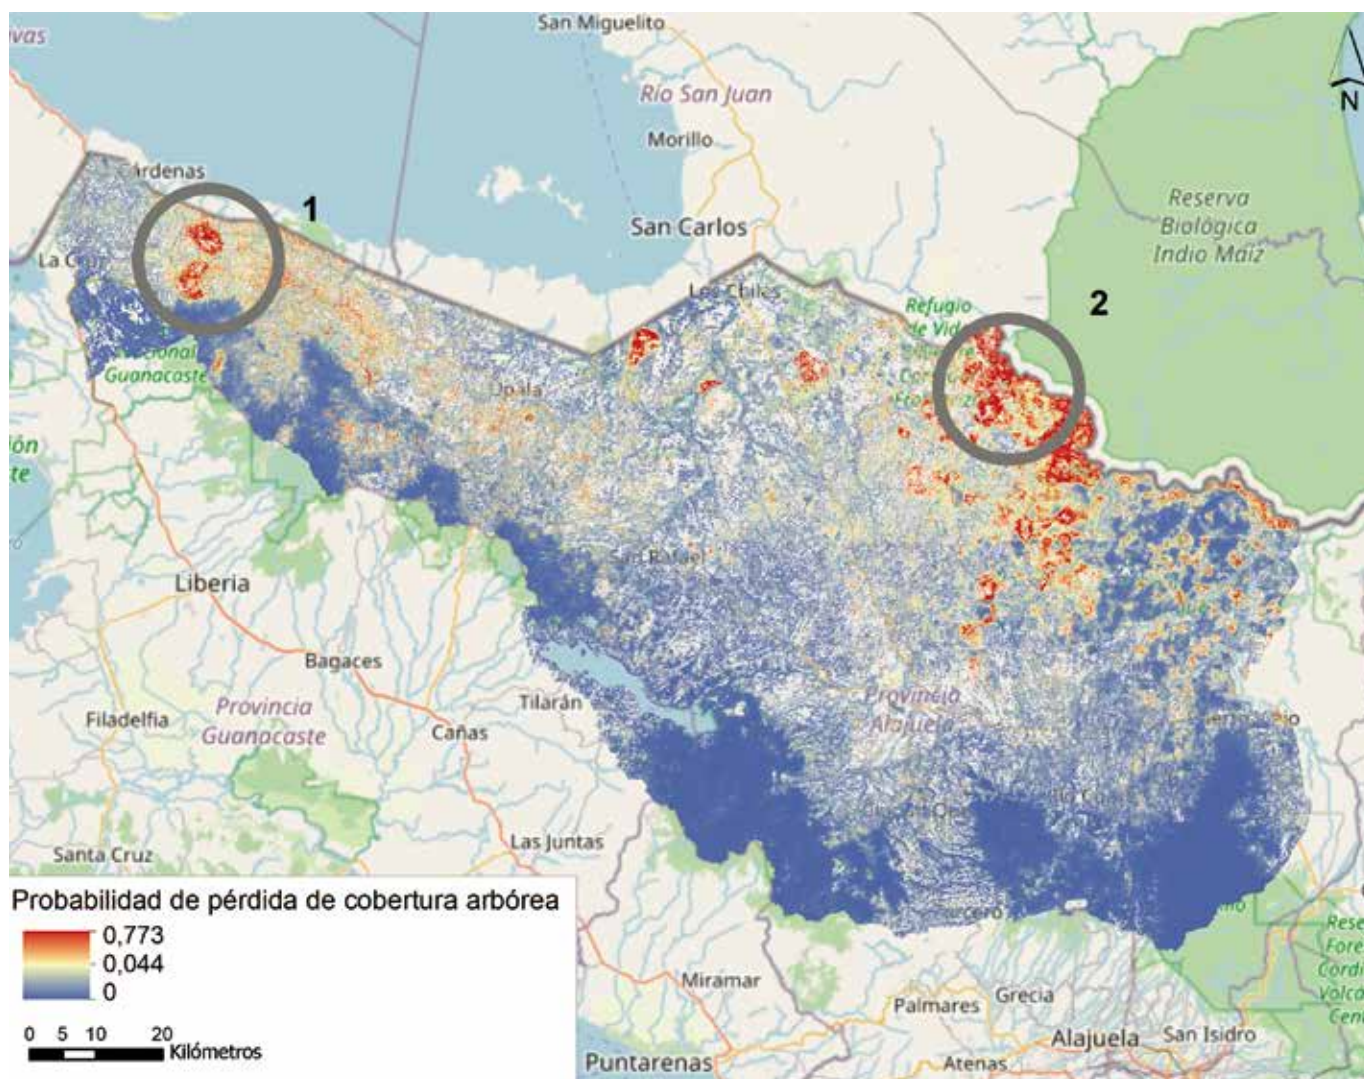 San Miguelito
Río San Juan
Morillo
Cárdenas
1
San Carlos
Reserva
Biológica
Indio Maíz
N
La Cruz
Los Chiles
Refugio
de Vida
2
Nacional
Guanacaste
Upala
San Rafael
Liberia
Bagaces
Tilarán
Provincia
Guanacaste
Filadelfia
Cañas
Provincia
Alajuela
Las Juntas
Santa Cruz
Probabilidad de pérdida de cobertura arbórea
0,773
0,044
0
0 5 10 20
Kilómetros
Miramar
Palmares
Grecia
Alajuela
San Isidro
Puntarenas
Atenas